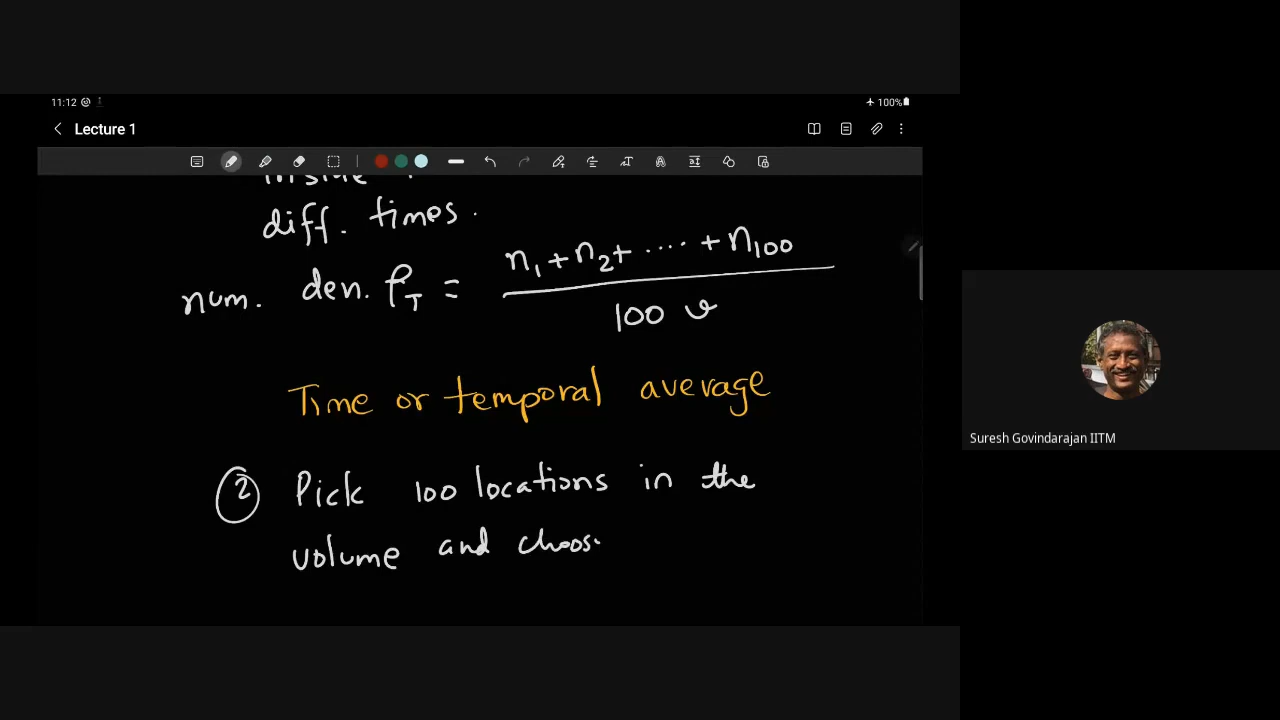 11:12 100%
Lecture 1
inside
diff. times.
num. den. ρ_T = (n₁ + n₂ + ..... + n₁₀₀) / 100 v
Time or temporal average
② Pick 100 locations in the
volume and choos
Suresh Govindarajan IITM